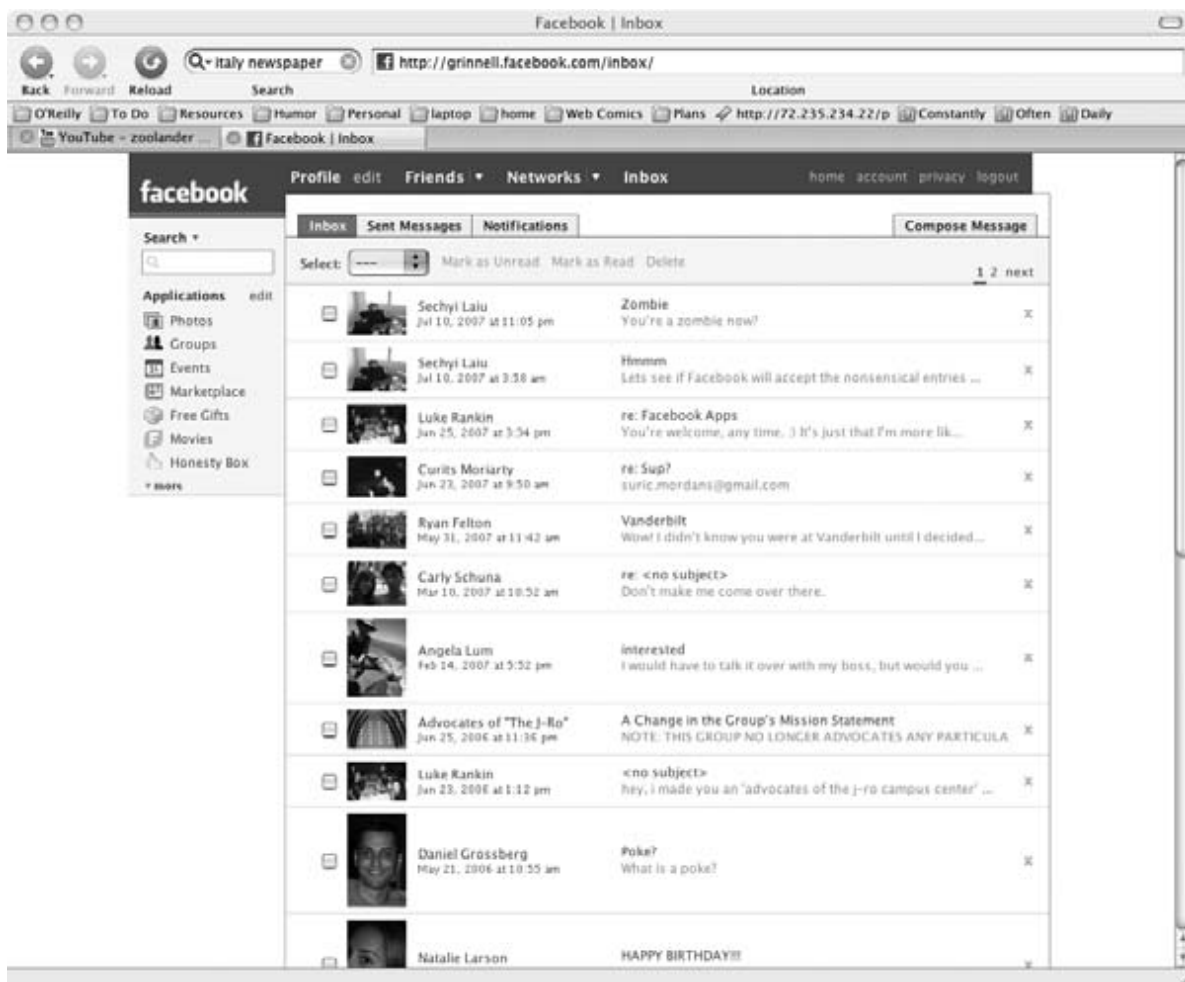 Facebook | Inbox
italy newspaper
http://grinnell.facebook.com/inbox/
Back Forward Reload Search Location
O'Reilly To Do Resources Humor Personal laptop home Web Comics Plans http://72.235.234.22/p Constantly Often Daily
YouTube - zoolander ... Facebook | Inbox
facebook
Profile edit Friends Networks Inbox home account privacy logout
Inbox Sent Messages Notifications Compose Message
Search
Select: --- Mark as Unread Mark as Read Delete
1 2 next
Applications edit
Photos
Groups
Events
Marketplace
Free Gifts
Movies
Honesty Box
more
Sechyi Laiu Zombie
Jul 10, 2007 at 11:05 pm You're a zombie now?
x
Sechyi Laiu Hmmm
Jul 10, 2007 at 3:58 am Lets see if Facebook will accept the nonsensical entries ...
x
Luke Rankin re: Facebook Apps
Jun 25, 2007 at 3:34 pm You're welcome, any time. 3 It's just that I'm more lik...
x
Curits Moriarty re: Sup?
Jun 23, 2007 at 9:50 am suric.mordans@gmail.com
x
Ryan Felton Vanderbilt
May 31, 2007 at 11:42 am Wow! I didn't know you were at Vanderbilt until I decided...
x
Carly Schuna re: <no subject>
Mar 10, 2007 at 10:52 am Don't make me come over there.
x
Angela Lum interested
Feb 14, 2007 at 5:52 pm I would have to talk it over with my boss, but would you ...
x
Advocates of "The J-Ro" A Change in the Group's Mission Statement
Jun 25, 2006 at 11:36 pm NOTE: THIS GROUP NO LONGER ADVOCATES ANY PARTICULA
x
Luke Rankin <no subject>
Jun 23, 2006 at 1:12 pm hey, i made you an 'advocates of the j-ro campus center' ...
x
Daniel Grossberg Poke?
May 21, 2006 at 10:55 am What is a poke?
x
Natalie Larson HAPPY BIRTHDAY!!!